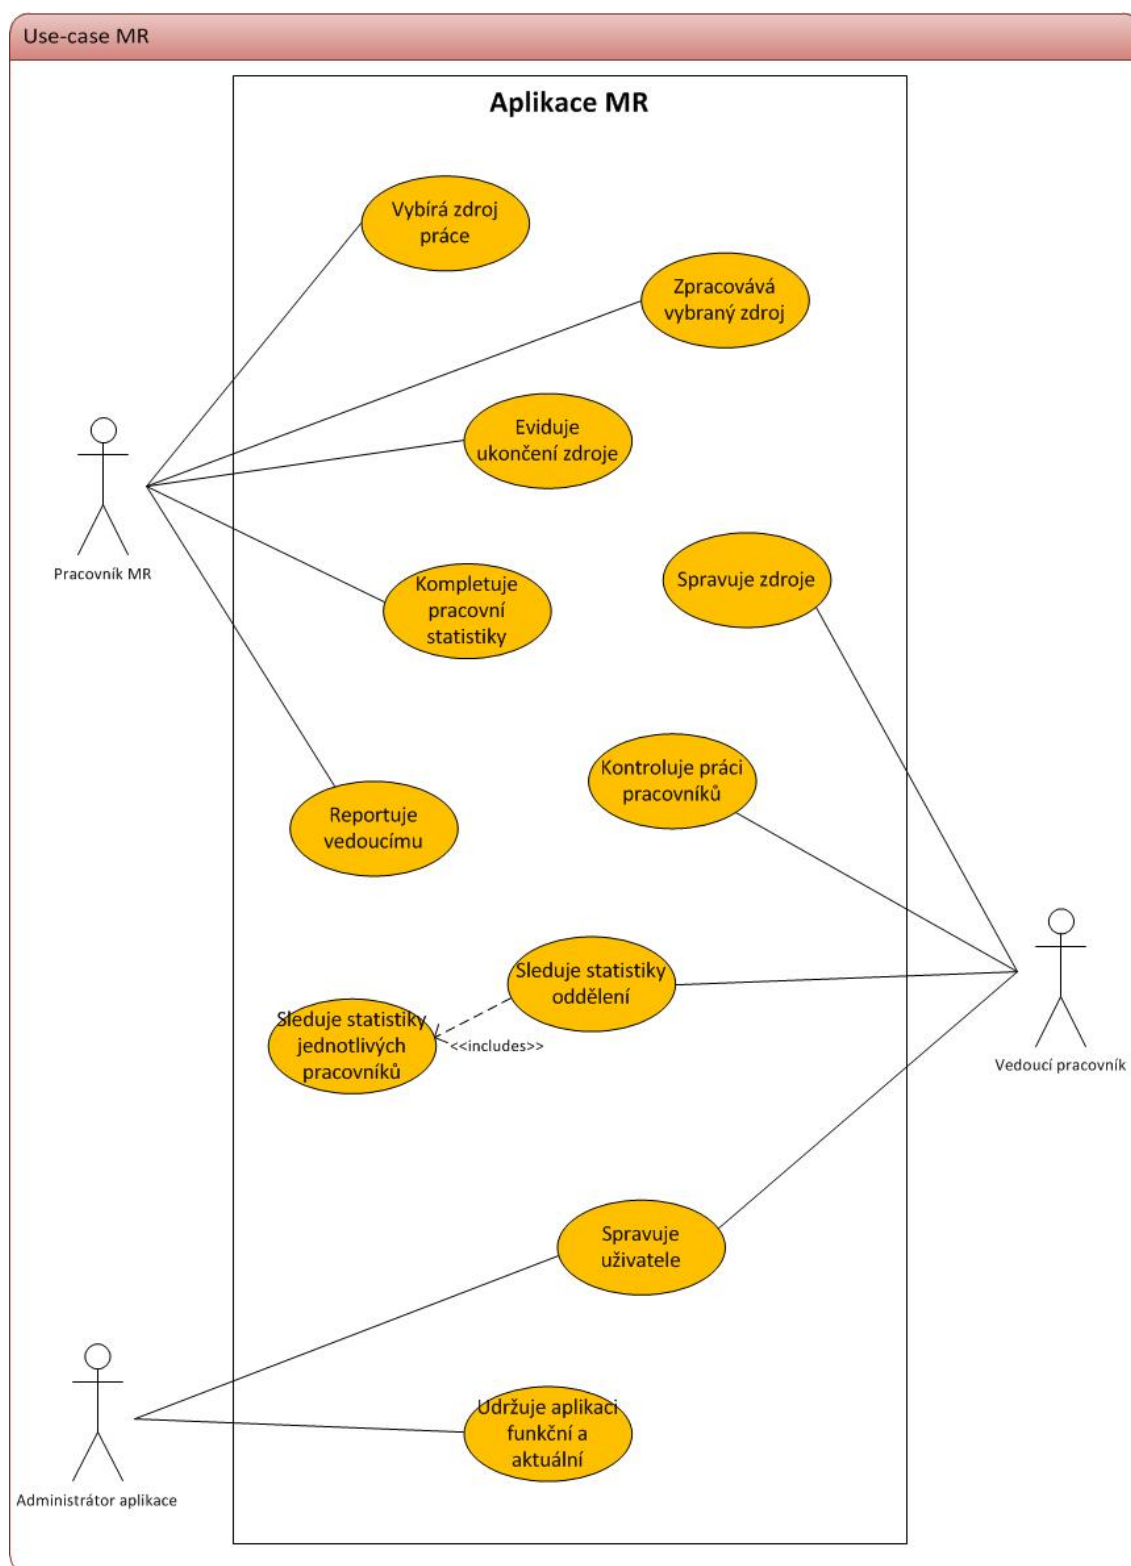 Use-case MR
Aplikace MR
Vybírá zdroj
práce
Zpracovává
vybraný zdroj
Eviduje
ukončení zdroje
Pracovník MR
Kompletuje
pracovní
statistiky
Spravuje zdroje
Kontroluje práci
pracovníků
Reportuje
vedoucímu
Sleduje statistiky
oddělení
Sleduje statistiky
jednotlivých
pracovníků
<<includes>>
Vedoucí pracovník
Spravuje
uživatele
Udržuje aplikaci
funkční a
aktuální
Administrátor aplikace